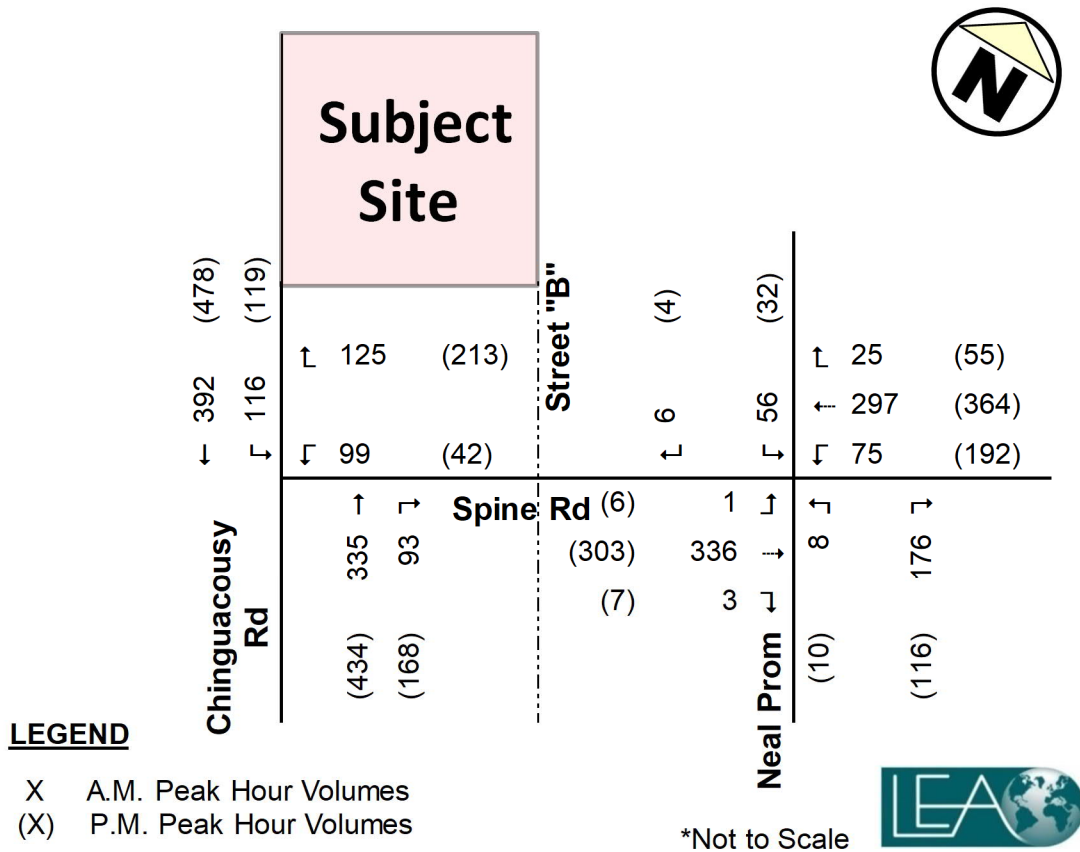 N
Subject
Site
(478) (119)
(4) (32)
Street "B"
↑ 125 (213)
392 116
6 56
↑ 25 (55)
← 297 (364)
99 (42)
75 (192)
Spine Rd
(6) 1
(303) 336
(7) 3
335 93
8 176
(434) (168)
(10) (116)
Chinguacousy
Rd
Neal Prom
LEGEND
X A.M. Peak Hour Volumes
(X) P.M. Peak Hour Volumes
*Not to Scale
LEA